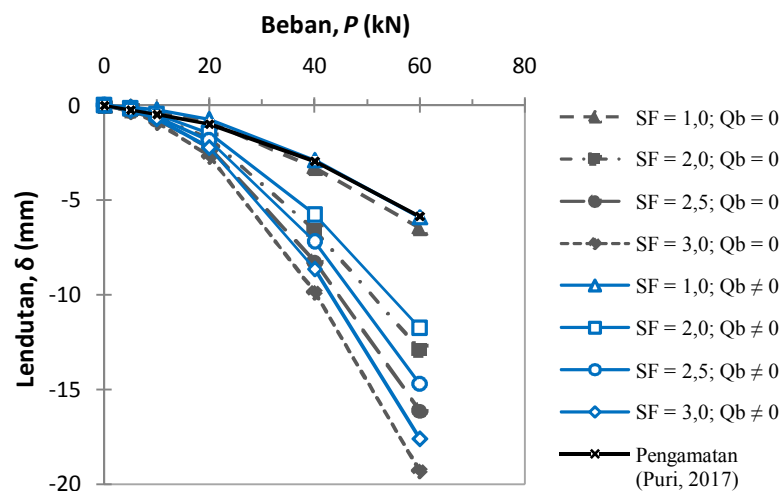 Beban, P (kN)
0 20 40 60 80
0
-5
-10
-15
-20
Lendutan, δ (mm)
SF = 1,0; Qb = 0
SF = 2,0; Qb = 0
SF = 2,5; Qb = 0
SF = 3,0; Qb = 0
SF = 1,0; Qb ≠ 0
SF = 2,0; Qb ≠ 0
SF = 2,5; Qb ≠ 0
SF = 3,0; Qb ≠ 0
Pengamatan
(Puri, 2017)